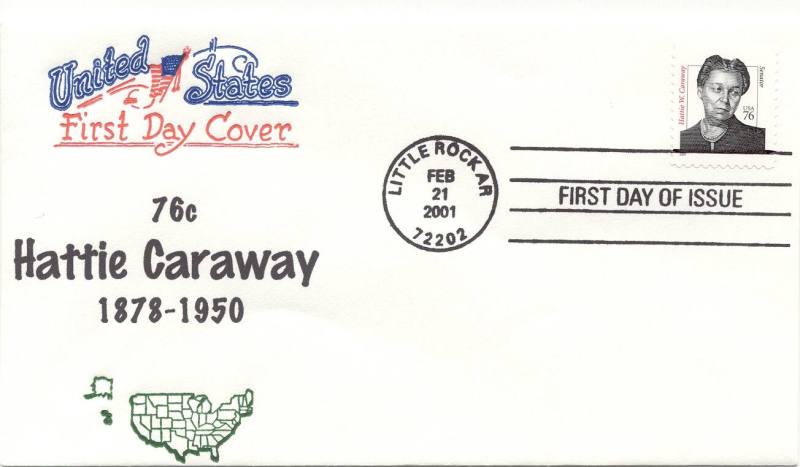 United States
First Day Cover
76c
Hattie Caraway
1878-1950
LITTLE ROCK AR
FEB
21
2001
72202
FIRST DAY OF ISSUE
Hattie W. Caraway
Senator
USA
76